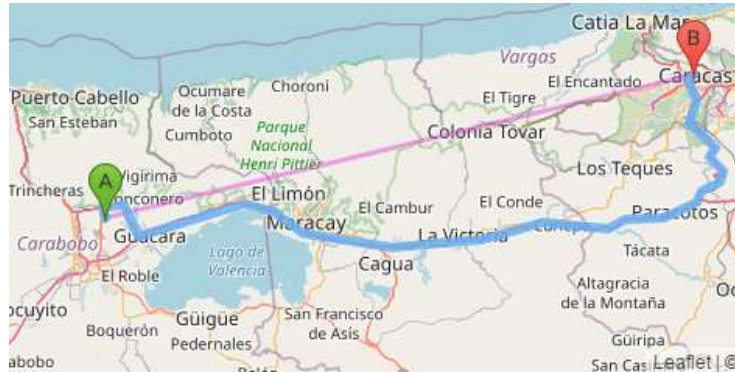 Catia La Mar
Vargas
B
Caracas
El Encantado
Choroní
Ocumare
de la Costa
Puerto Cabello
San Esteban
El Tigre
Cumboto
Colonia Tovar
Parque
Nacional
Henri Pittier
Los Teques
Vigirima
A
Trincheras
El Limón
El Conde
El Cambur
Paracotos
Maracay
Guacara
Carabobo
La Victoria
Lago de
Valencia
Tácata
Cagua
El Roble
Altagracia
de la Montaña
San Francisco
de Asís
Güigüe
Boquerón
Pedernales
Güiripa
Leaflet | ©